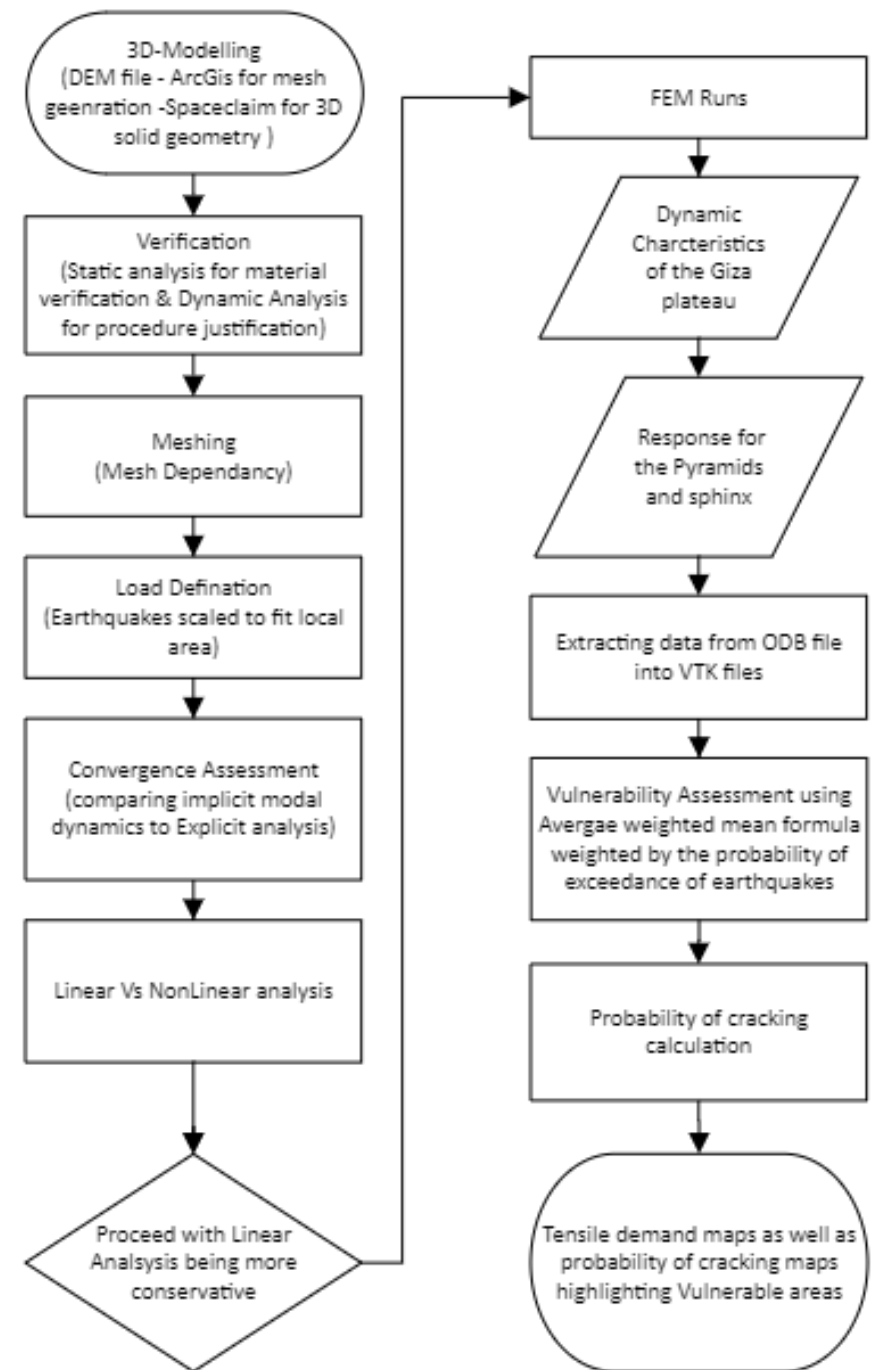 3D-Modelling
(DEM file - ArcGis for mesh
geenration -Spaceclaim for 3D
solid geometry )
Verification
(Static analysis for material
verification & Dynamic Analysis
for procedure justification)
Meshing
(Mesh Dependancy)
Load Defination
(Earthquakes scaled to fit local
area)
Convergence Assessment
(comparing implicit modal
dynamics to Explicit analysis)
Linear Vs NonLinear analysis
Proceed with Linear
Analsysis being more
conservative
FEM Runs
Dynamic
Charcteristics
of the Giza
plateau
Response for
the Pyramids
and sphinx
Extracting data from ODB file
into VTK files
Vulnerability Assessment using
Avergae weighted mean formula
weighted by the probability of
exceedance of earthquakes
Probability of cracking
calculation
Tensile demand maps as well as
probability of cracking maps
highlighting Vulnerable areas